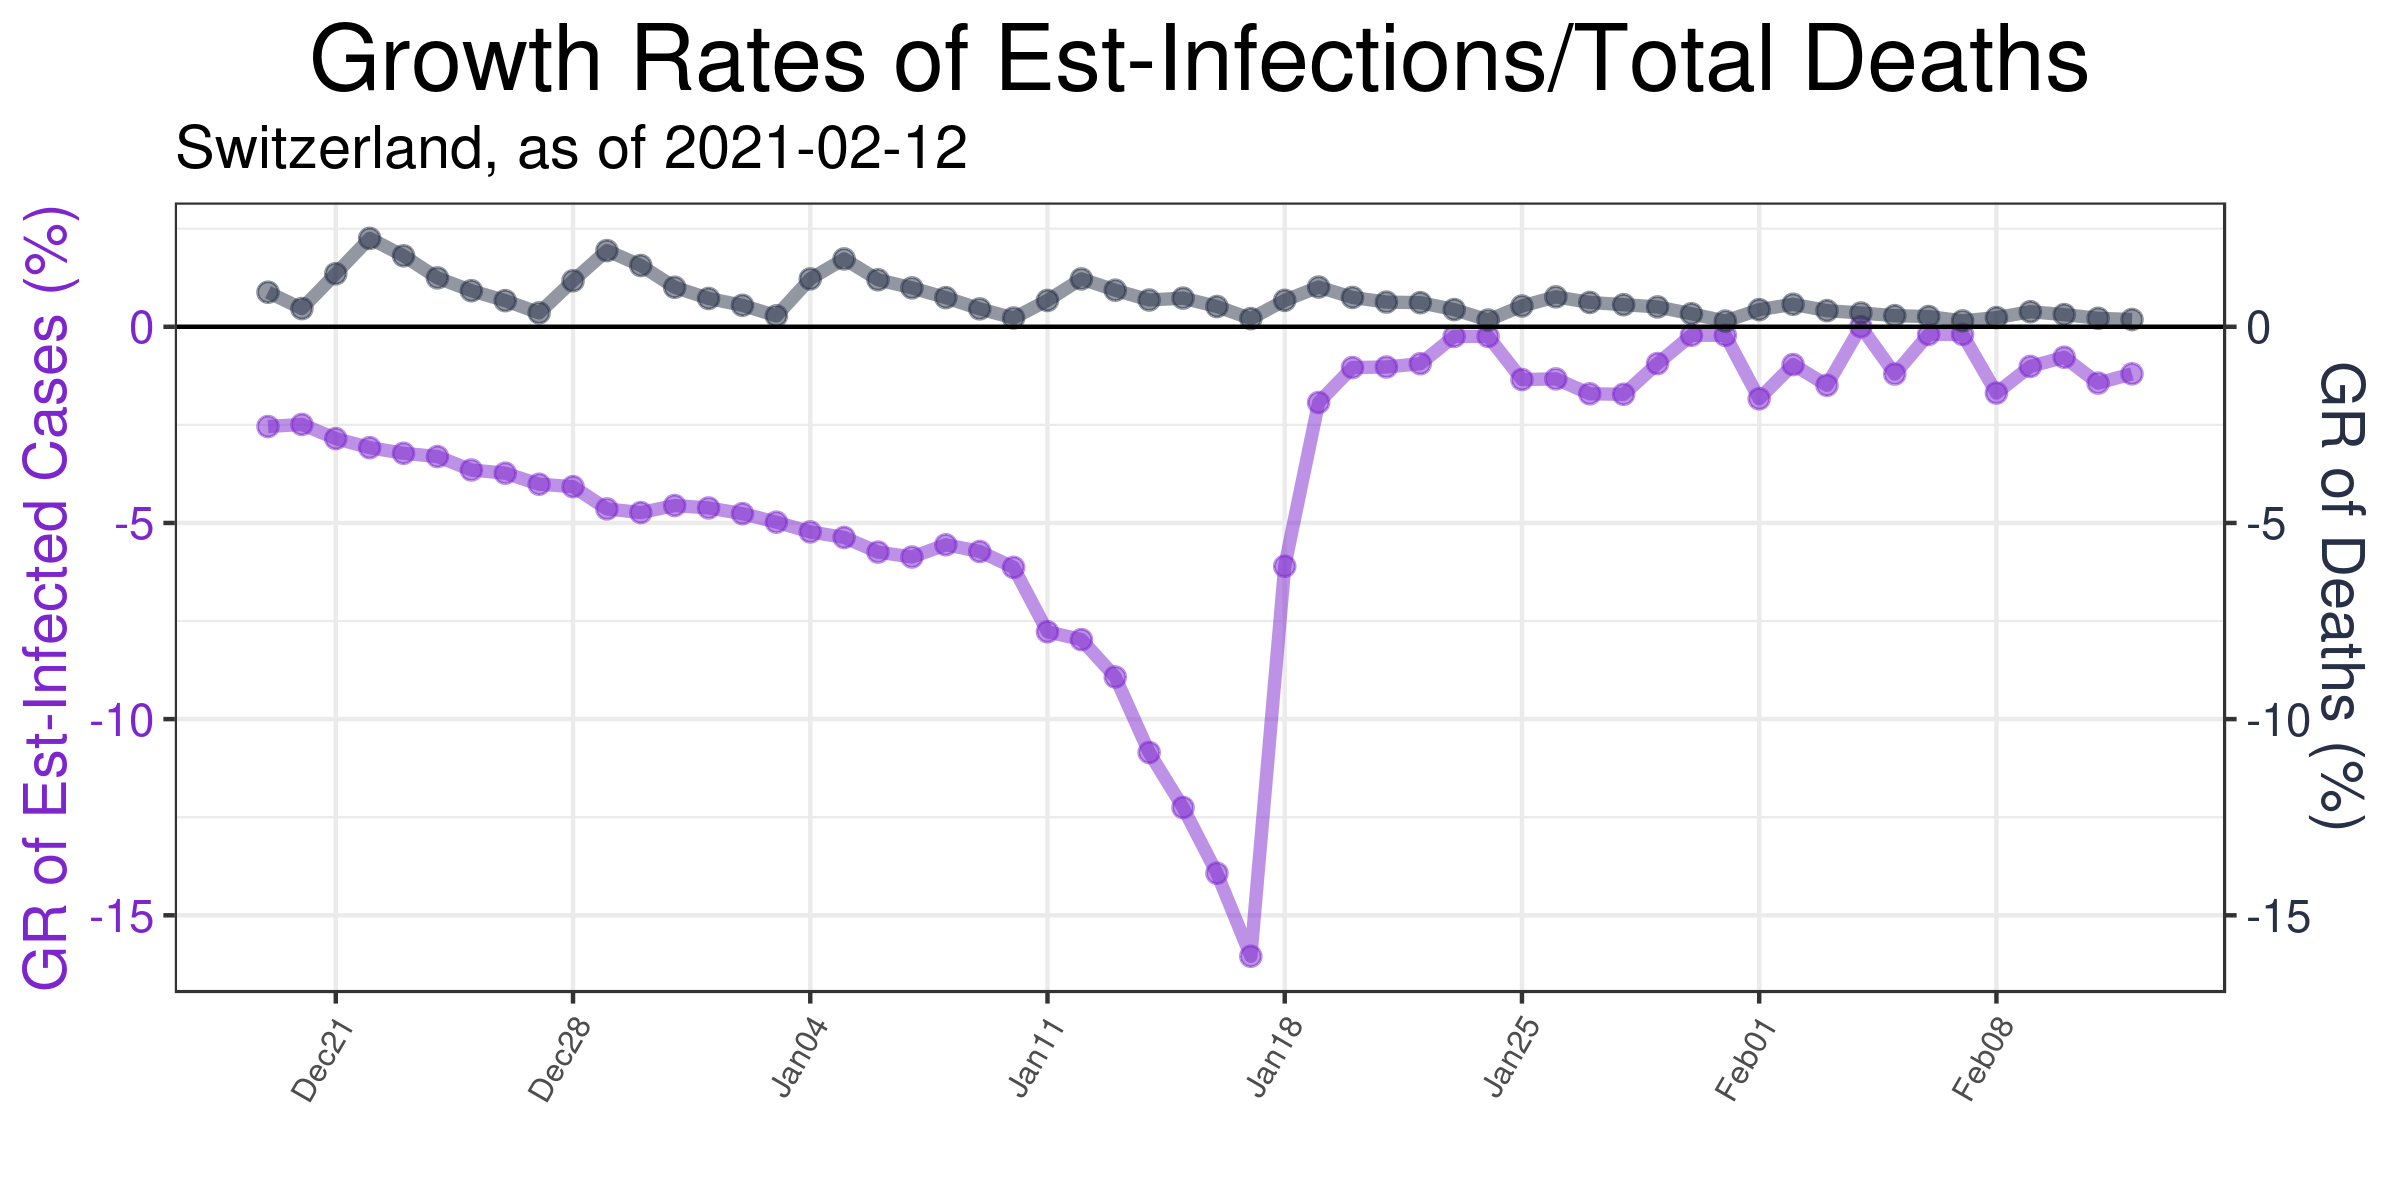 Growth Rates of Est-Infections/Total Deaths
Switzerland, as of 2021-02-12
GR of Est-Infected Cases (%)
0
-5
-10
-15
0
-5
-10
-15
GR of Deaths (%)
Dec21
Dec28
Jan04
Jan11
Jan18
Jan25
Feb01
Feb08